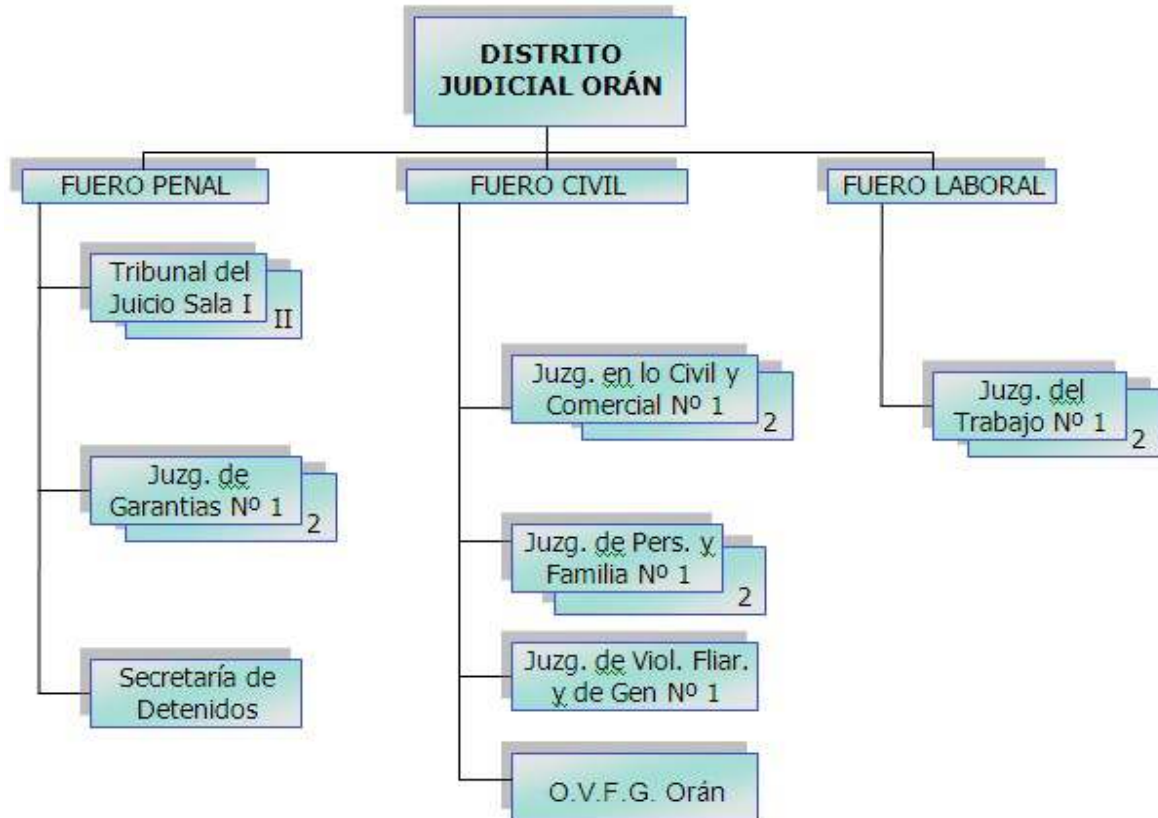 DISTRITO
JUDICIAL ORÁN
FUERO PENAL
Tribunal del
Juicio Sala I
II
Juzg. de
Garantias Nº 1
2
Secretaría de
Detenidos
FUERO CIVIL
Juzg. en lo Civil y
Comercial Nº 1
2
Juzg. de Pers. y
Familia Nº 1
2
Juzg. de Viol. Fliar.
y de Gen Nº 1
O.V.F.G. Orán
FUERO LABORAL
Juzg. del
Trabajo Nº 1
2